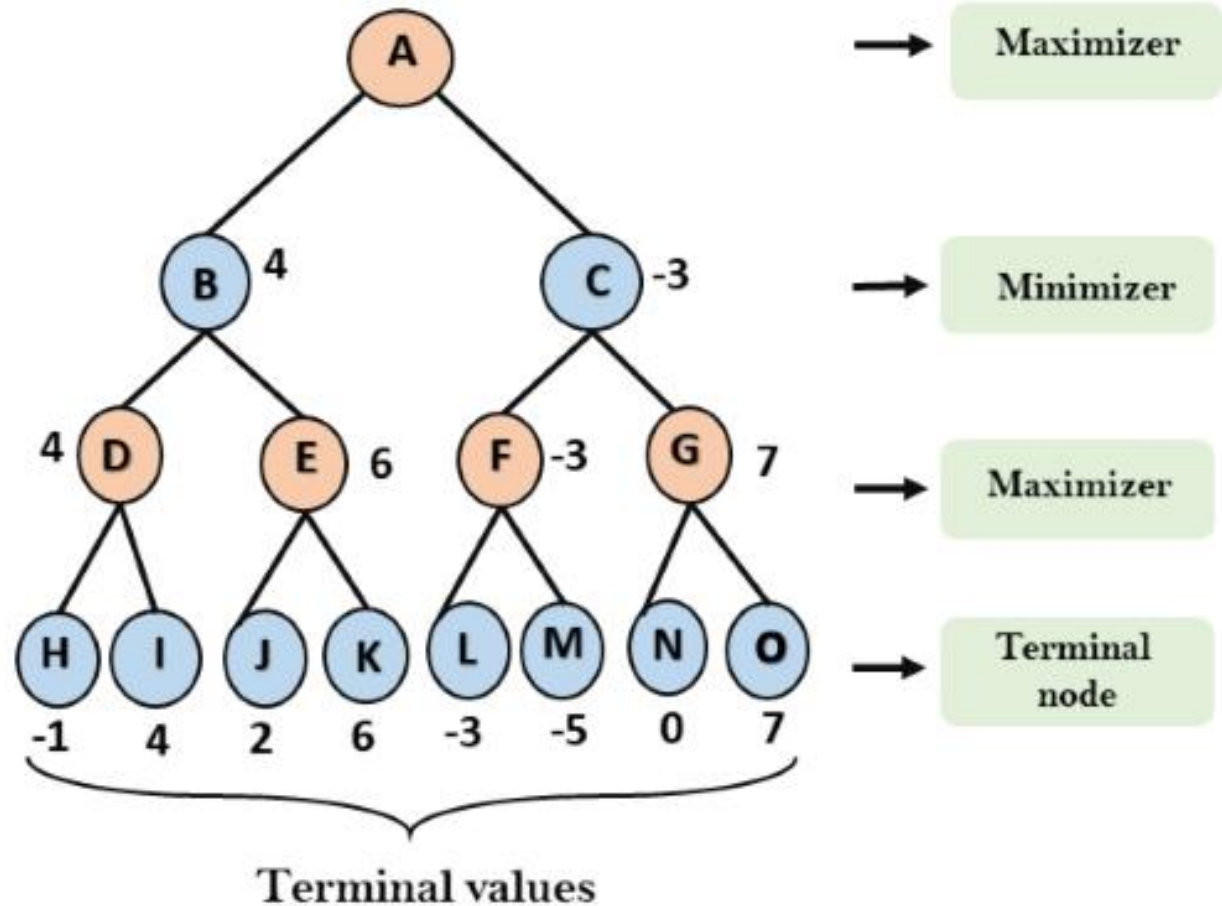 A
Maximizer
B 4
C -3
Minimizer
4 D
E 6
F -3
G 7
Maximizer
H I J K L M N O
Terminal
node
-1 4 2 6 -3 -5 0 7
Terminal values